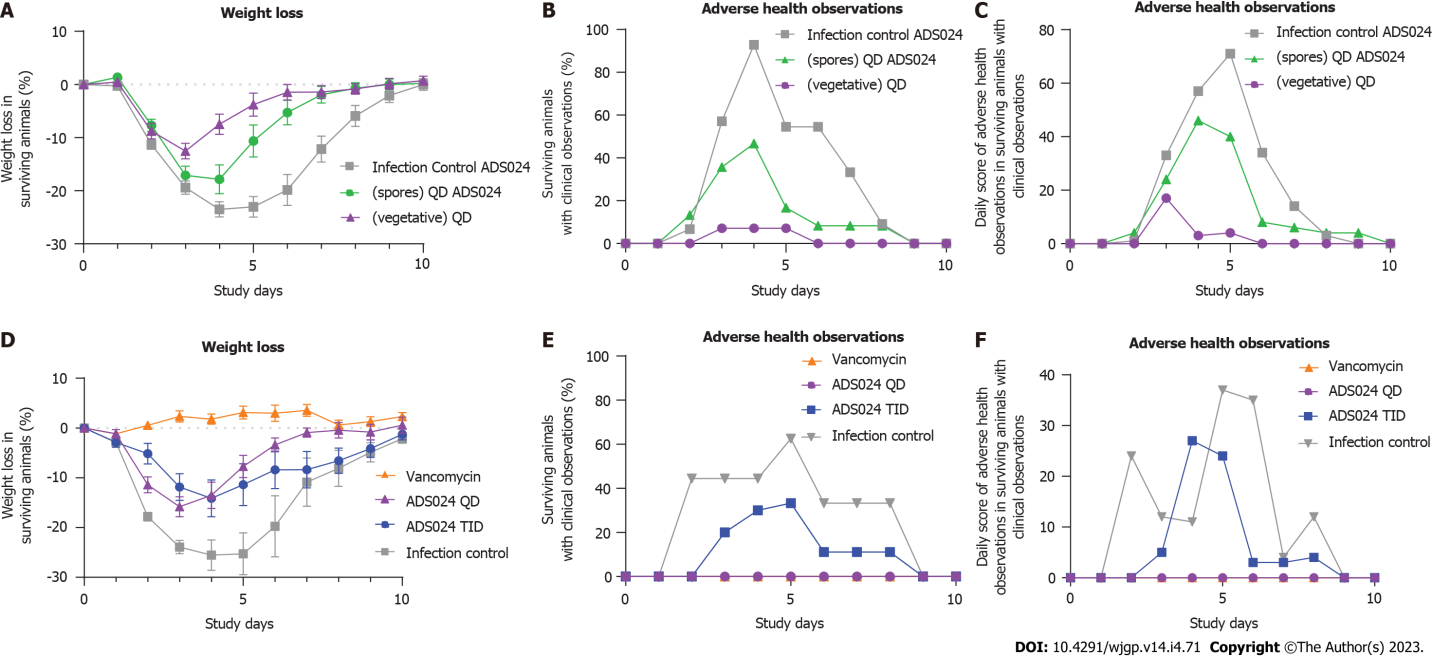 A
Weight loss
Weight loss in
surviving animals (%)
10
0
-10
-20
-30
Infection Control ADS024
(spores) QD ADS024
(vegetative) QD
0
5
10
Study days
B
Adverse health observations
Surviving animals
with clinical observations (%)
100
80
60
40
20
0
Infection control ADS024
(spores) QD ADS024
(vegetative) QD
0
5
10
Study days
C
Adverse health observations
Daily score of adverse health
observations in surviving animals with
clinical observations
80
60
40
20
0
Infection control ADS024
(spores) QD ADS024
(vegetative) QD
0
5
10
Study days
D
Weight loss
Weight loss in
surviving animals (%)
10
0
-10
-20
-30
Vancomycin
ADS024 QD
ADS024 TID
Infection control
0
5
10
Study days
E
Adverse health observations
Surviving animals
with clinical observations (%)
100
80
60
40
20
0
Vancomycin
ADS024 QD
ADS024 TID
Infection control
0
5
10
Study days
F
Adverse health observations
Daily score of adverse health
observations in surviving animals with
clinical observations
40
30
20
10
0
Vancomycin
ADS024 QD
ADS024 TID
Infection control
0
5
10
Study days
DOI: 10.4291/wjgp.v14.i4.71 Copyright ©The Author(s) 2023.